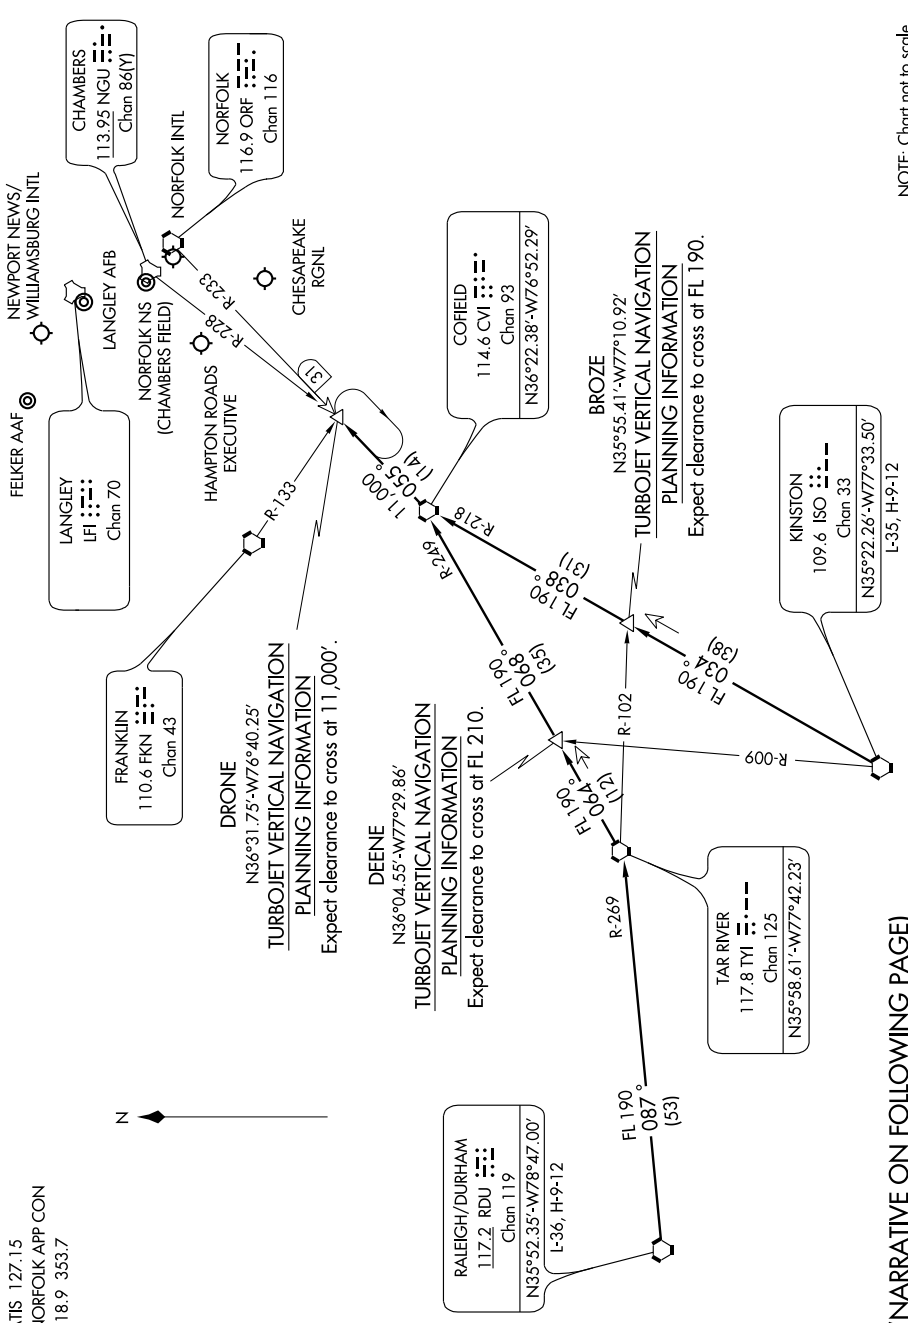 ATIS 127.15
NORFOLK APP CON
18.9 353.7
N
NEWPORT NEWS/
WILLIAMSBURG INTL
FELKER AAF
LANGLEY AFB
NORFOLK NS
(CHAMBERS FIELD)
NORFOLK INTL
HAMPTON ROADS
EXECUTIVE
CHESAPEAKE
RGNL
CHAMBERS
113.95 NGU
Chan 86(Y)
NORFOLK
116.9 ORF
Chan 116
LANGLEY
LFI
Chan 70
FRANKLIN
110.6 FKN
Chan 43
R-133
R-228
R-233
31
DRONE
N36°31.75'-W76°40.25'
TURBOJET VERTICAL NAVIGATION
PLANNING INFORMATION
Expect clearance to cross at 11,000'.
11,000
055°
(14)
COFIELD
114.6 CVI
Chan 93
N36°22.38'-W76°52.29'
R-249
R-218
DEENE
N36°04.55'-W77°29.86'
TURBOJET VERTICAL NAVIGATION
PLANNING INFORMATION
Expect clearance to cross at FL 210.
FL 190
068°
(35)
FL 190
038°
(31)
BROZE
N35°55.41'-W77°10.92'
TURBOJET VERTICAL NAVIGATION
PLANNING INFORMATION
Expect clearance to cross at FL 190.
FL 190
064°
(12)
R-102
R-009
FL 190
034°
(38)
KINSTON
109.6 ISO
Chan 33
N35°22.26'-W77°33.50'
L-35, H-9-12
TAR RIVER
117.8 TYI
Chan 125
N35°58.61'-W77°42.23'
R-269
FL 190
087°
(53)
RALEIGH/DURHAM
117.2 RDU
Chan 119
N35°52.35'-W78°47.00'
L-36, H-9-12
(NARRATIVE ON FOLLOWING PAGE)
NOTE: Chart not to scale